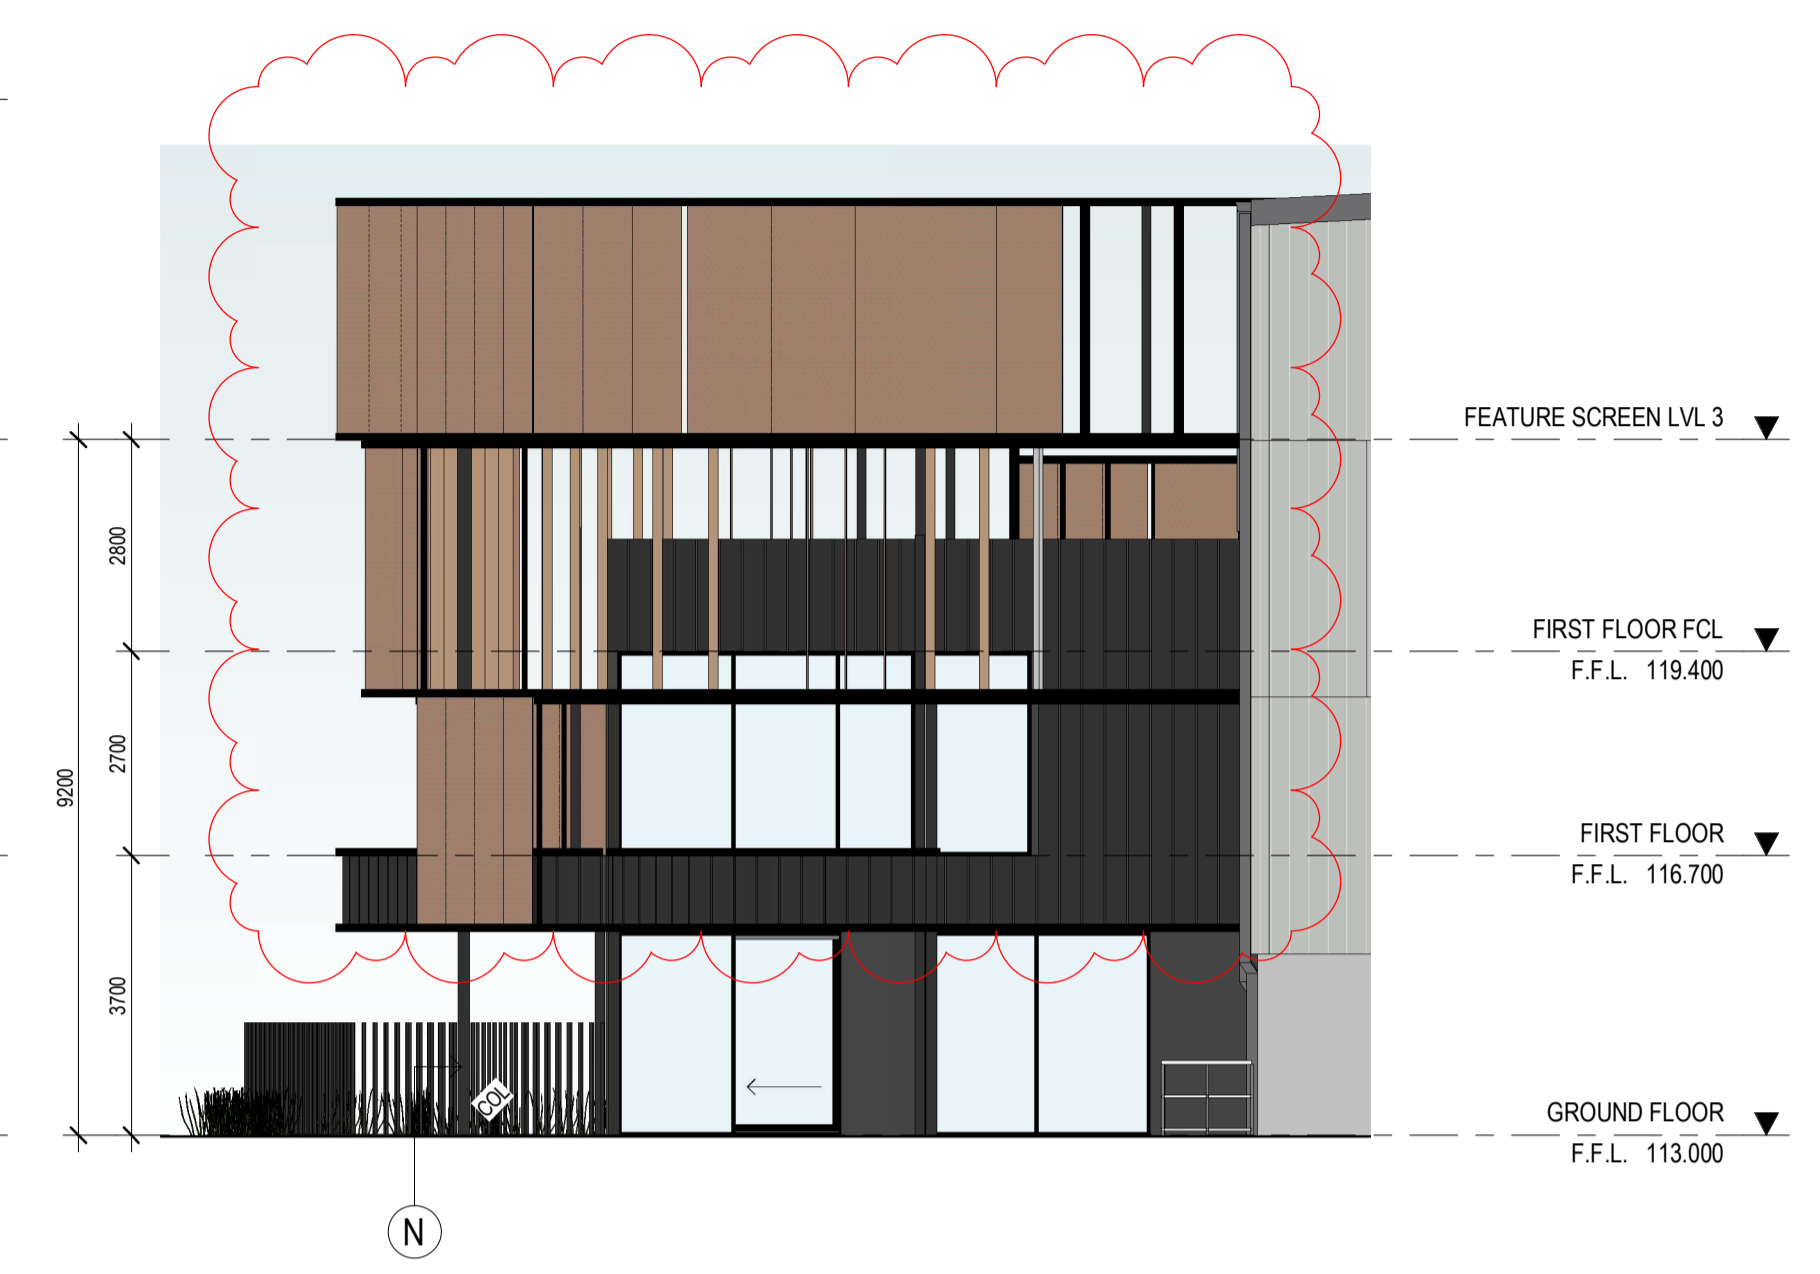 FEATURE SCREEN LVL 3
2800
FIRST FLOOR FCL
F.F.L. 119.400
2700
9200
FIRST FLOOR
F.F.L. 116.700
3700
COL
GROUND FLOOR
F.F.L. 113.000
N